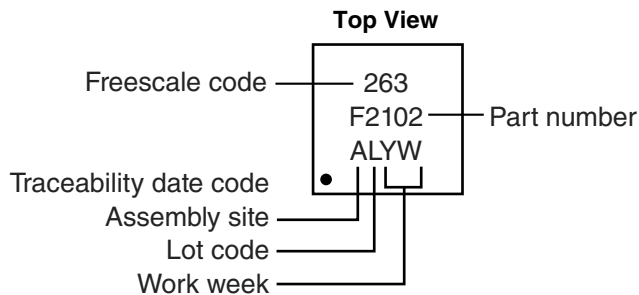 Top View
Freescale code
263
F2102
Part number
ALYW
Traceability date code
Assembly site
Lot code
Work week